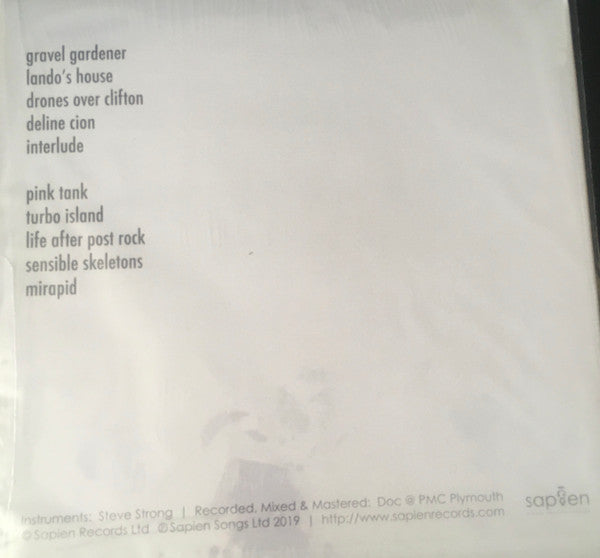 gravel gardener
lando's house
drones over clifton
deline cion
interlude
pink tank
turbo island
life after post rock
sensible skeletons
mirapid
Instruments: Steve Strong | Recorded, Mixed & Mastered: Doc @ PMC Plymouth
© Sapien Records Ltd ℗ Sapien Songs Ltd 2019 | http://www.sapienrecords.com
sapien